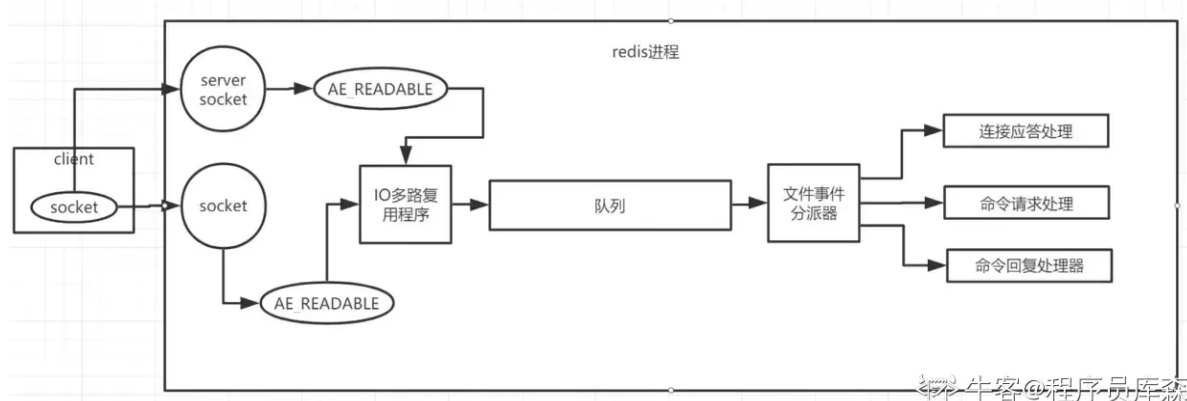 redis进程
server
socket
AE_READABLE
client
socket
socket
AE_READABLE
IO多路复
用程序
队列
文件事件
分派器
连接应答处理
命令请求处理
命令回复处理器
牛客@程序员库森